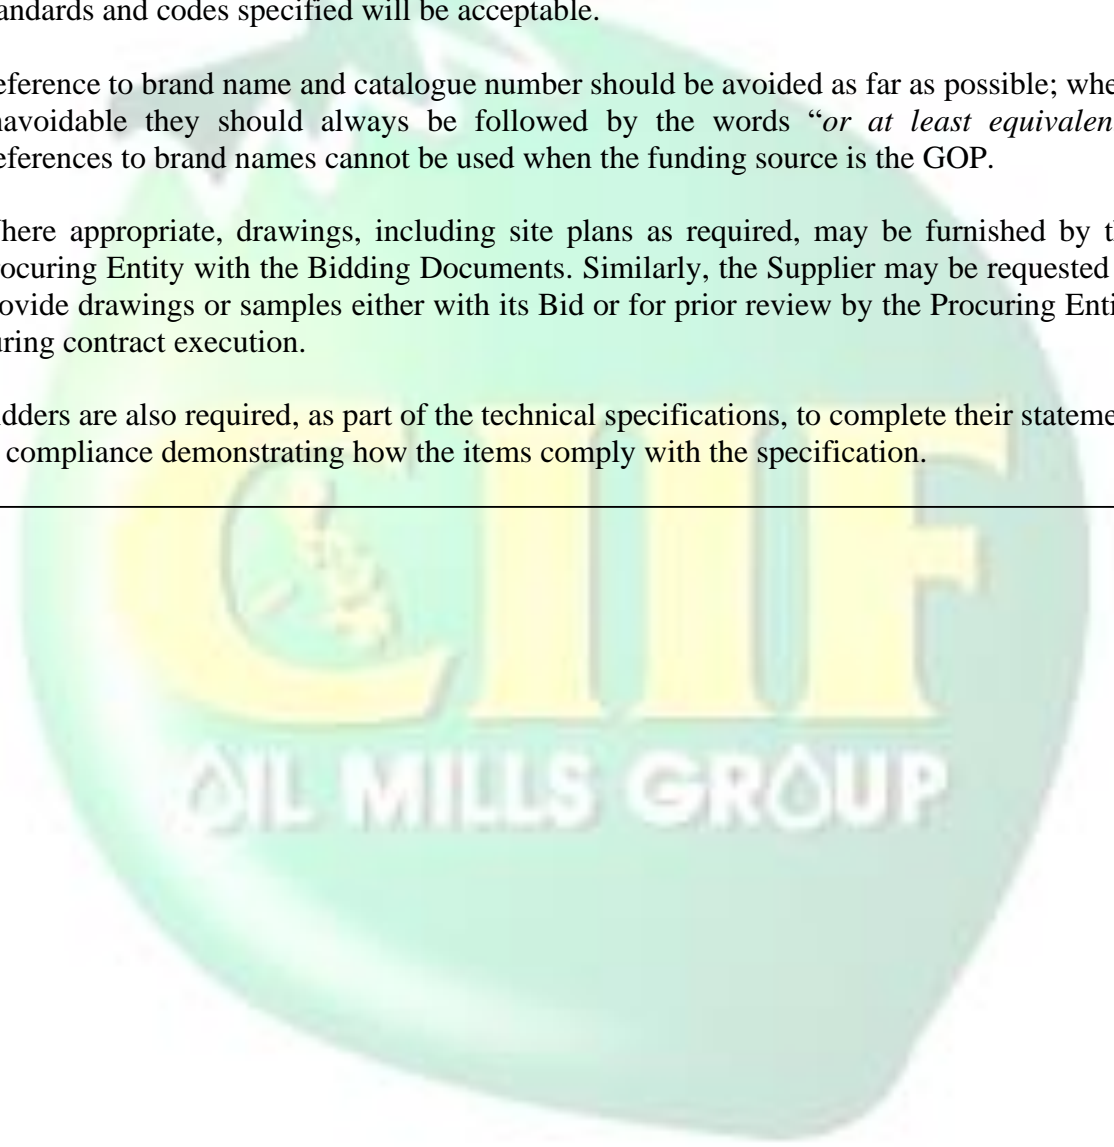 andards and codes specified will be acceptable.
eference to brand name and catalogue number should be avoided as far as possible; whe
navoidable they should always be followed by the words “or at least equivalen
eferences to brand names cannot be used when the funding source is the GOP.
here appropriate, drawings, including site plans as required, may be furnished by t
rocuring Entity with the Bidding Documents. Similarly, the Supplier may be requested
ovide drawings or samples either with its Bid or for prior review by the Procuring Enti
uring contract execution.
idders are also required, as part of the technical specifications, to complete their stateme
compliance demonstrating how the items comply with the specification.
CIIF
OIL MILLS GROUP